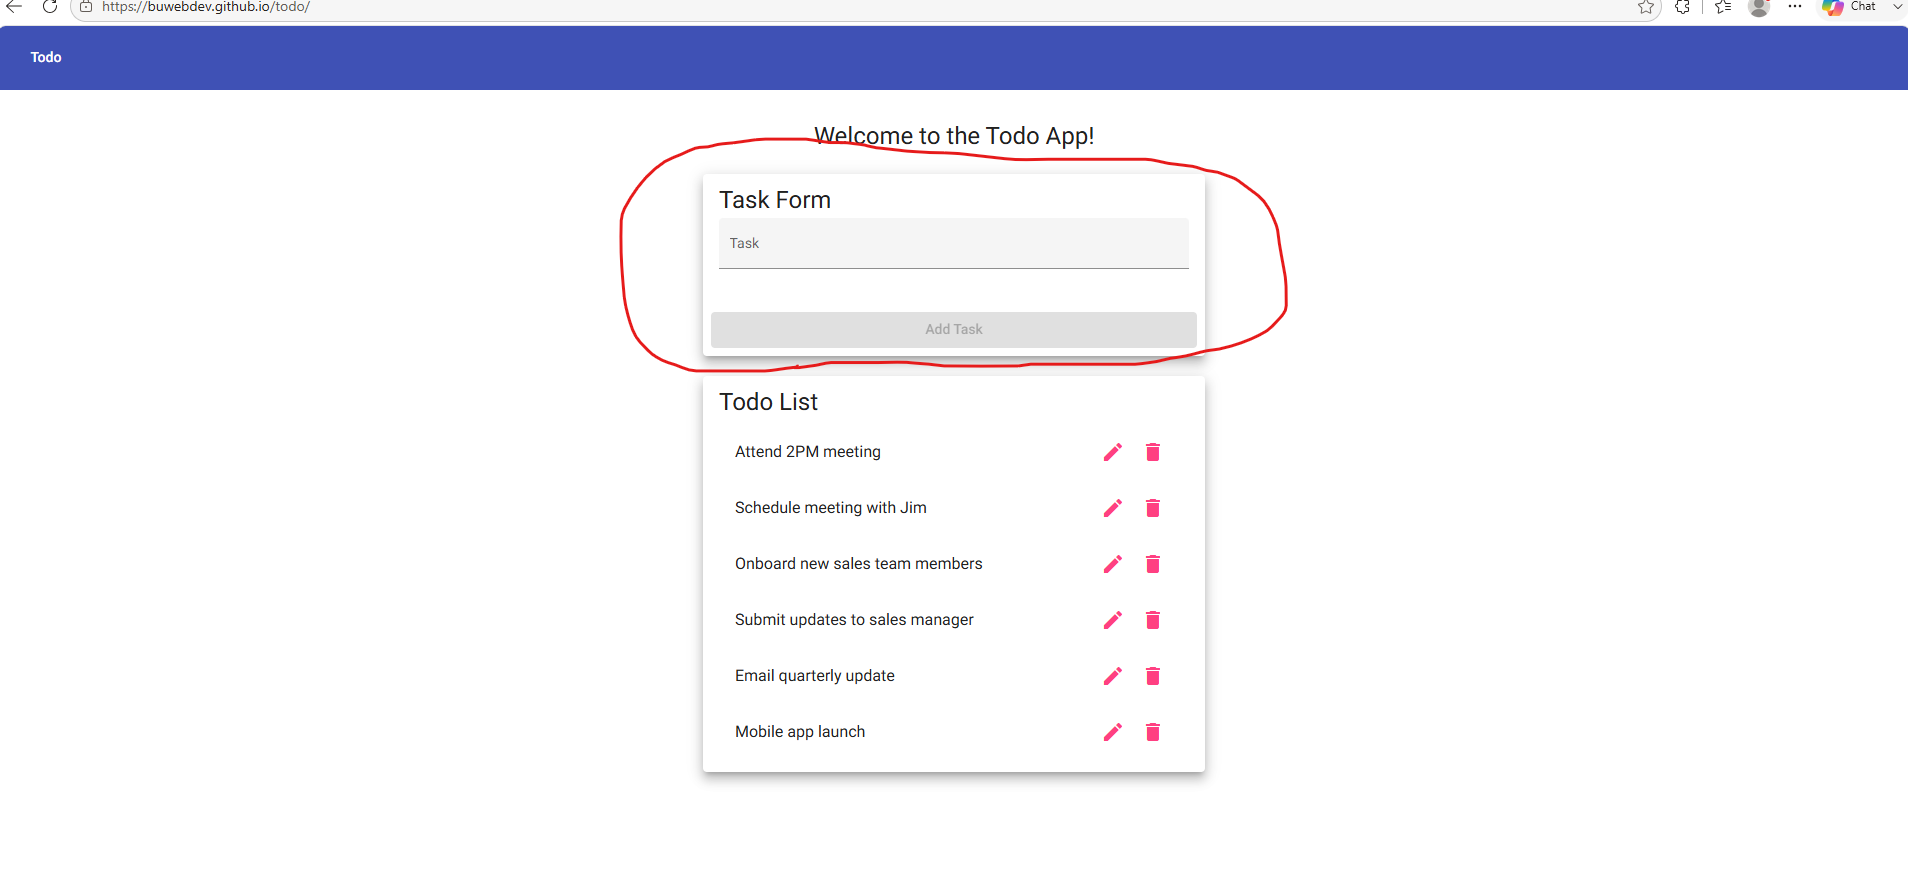 https://buwebdev.github.io/todo/
Chat
Todo
Welcome to the Todo App!
Task Form
Task
Add Task
Todo List
Attend 2PM meeting
Schedule meeting with Jim
Onboard new sales team members
Submit updates to sales manager
Email quarterly update
Mobile app launch